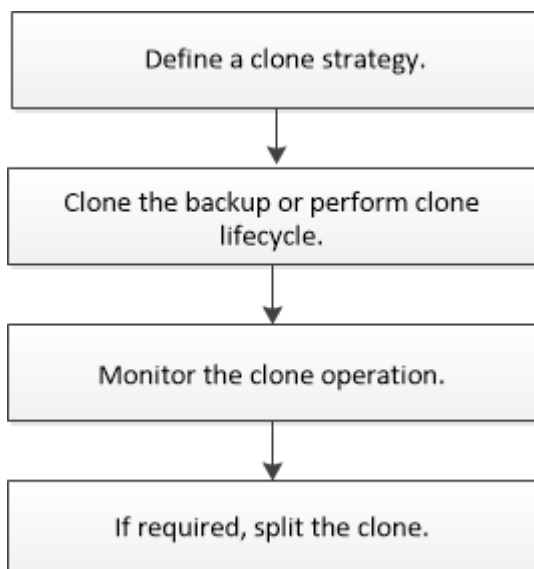 Define a clone strategy.
Clone the backup or perform clone
lifecycle.
Monitor the clone operation.
If required, split the clone.